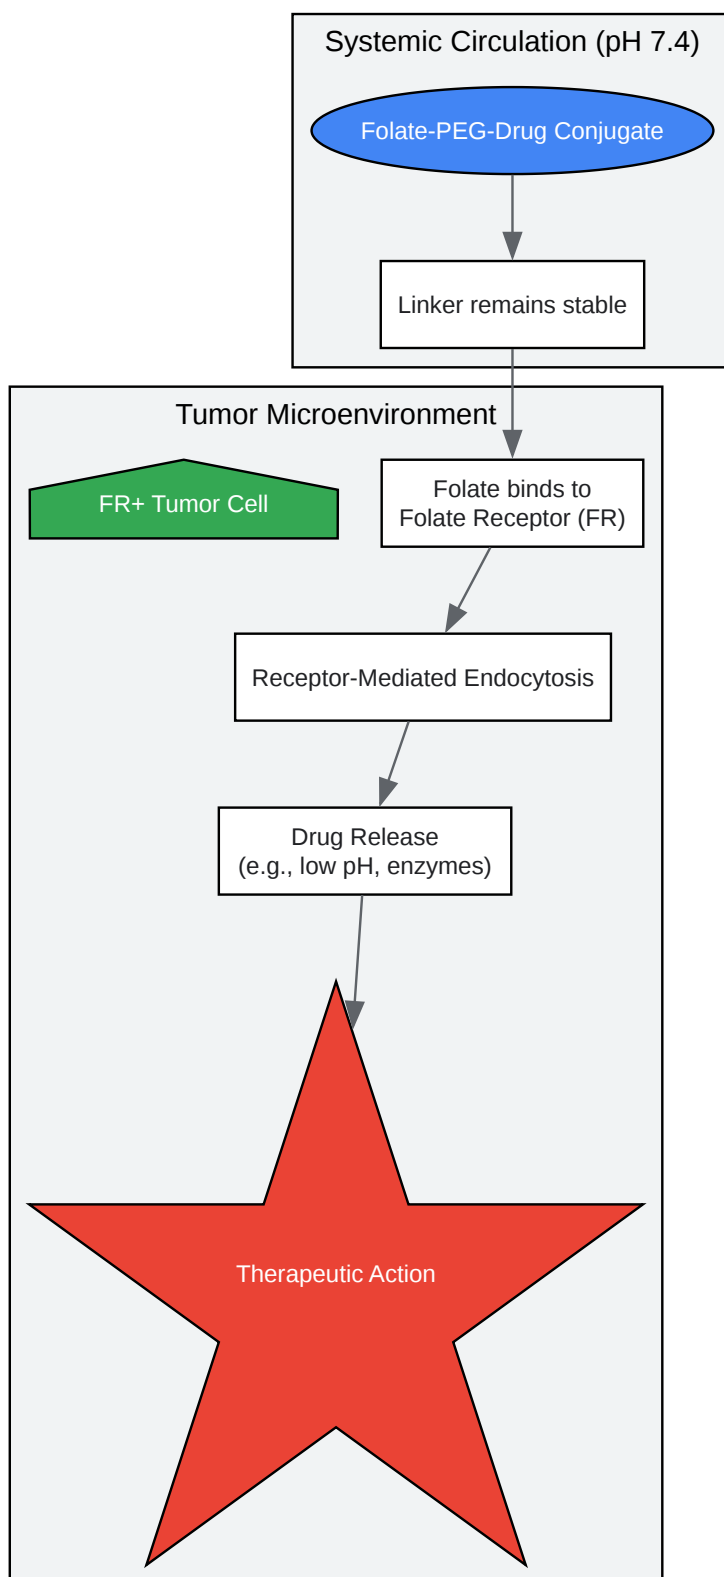 Systemic Circulation (pH 7.4)
Folate-PEG-Drug Conjugate
Linker remains stable
Tumor Microenvironment
FR+ Tumor Cell
Folate binds to
Folate Receptor (FR)
Receptor-Mediated Endocytosis
Drug Release
(e.g., low pH, enzymes)
Therapeutic Action